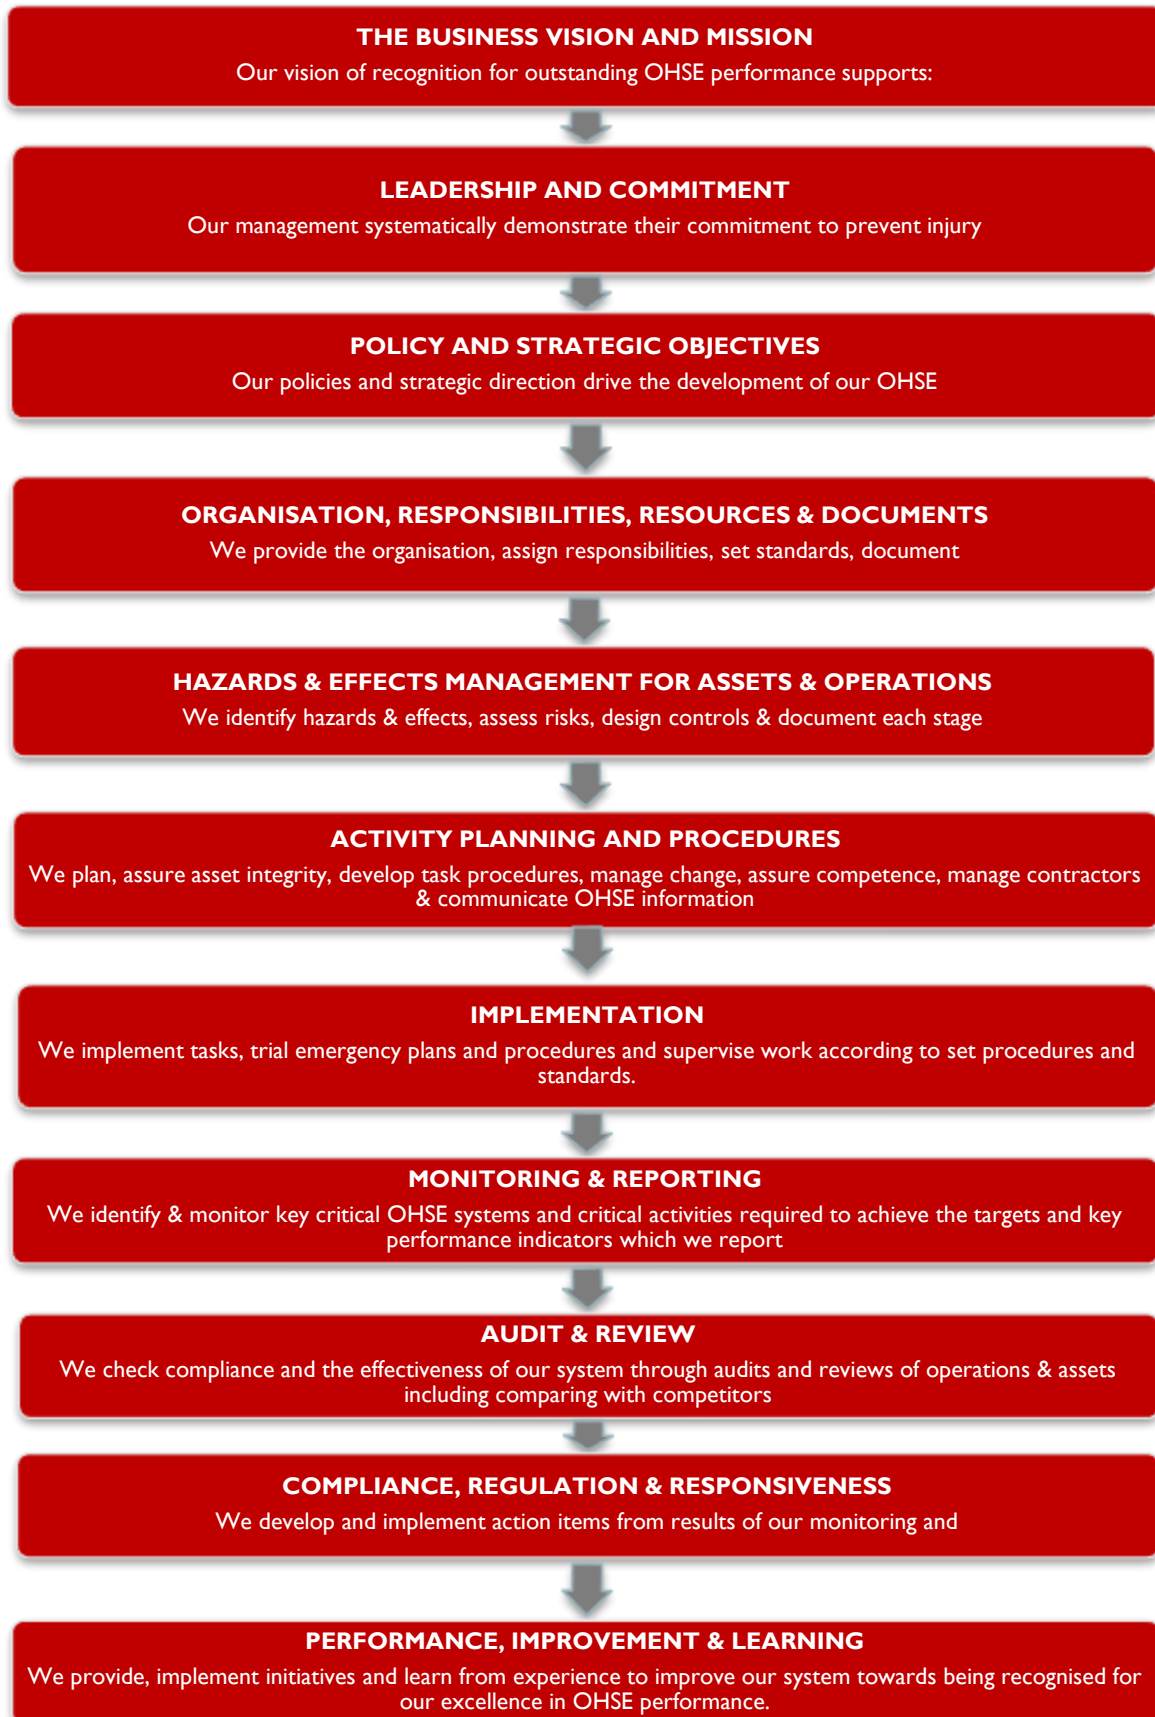 THE BUSINESS VISION AND MISSION
Our vision of recognition for outstanding OHSE performance supports:
LEADERSHIP AND COMMITMENT
Our management systematically demonstrate their commitment to prevent injury
POLICY AND STRATEGIC OBJECTIVES
Our policies and strategic direction drive the development of our OHSE
ORGANISATION, RESPONSIBILITIES, RESOURCES & DOCUMENTS
We provide the organisation, assign responsibilities, set standards, document
HAZARDS & EFFECTS MANAGEMENT FOR ASSETS & OPERATIONS
We identify hazards & effects, assess risks, design controls & document each stage
ACTIVITY PLANNING AND PROCEDURES
We plan, assure asset integrity, develop task procedures, manage change, assure competence, manage contractors
& communicate OHSE information
IMPLEMENTATION
We implement tasks, trial emergency plans and procedures and supervise work according to set procedures and
standards.
MONITORING & REPORTING
We identify & monitor key critical OHSE systems and critical activities required to achieve the targets and key
performance indicators which we report
AUDIT & REVIEW
We check compliance and the effectiveness of our system through audits and reviews of operations & assets
including comparing with competitors
COMPLIANCE, REGULATION & RESPONSIVENESS
We develop and implement action items from results of our monitoring and
PERFORMANCE, IMPROVEMENT & LEARNING
We provide, implement initiatives and learn from experience to improve our system towards being recognised for
our excellence in OHSE performance.